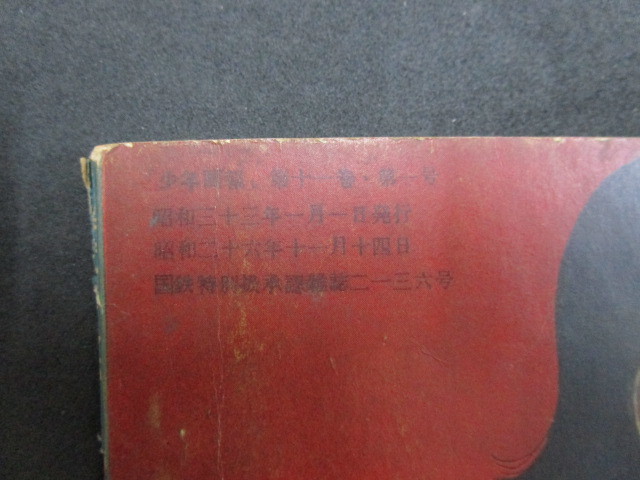 「少年画報」第十一巻・第一号
昭和三十三年一月一日発行
昭和二十六年十一月十四日
国鉄特別扱承認雑誌二一三六号